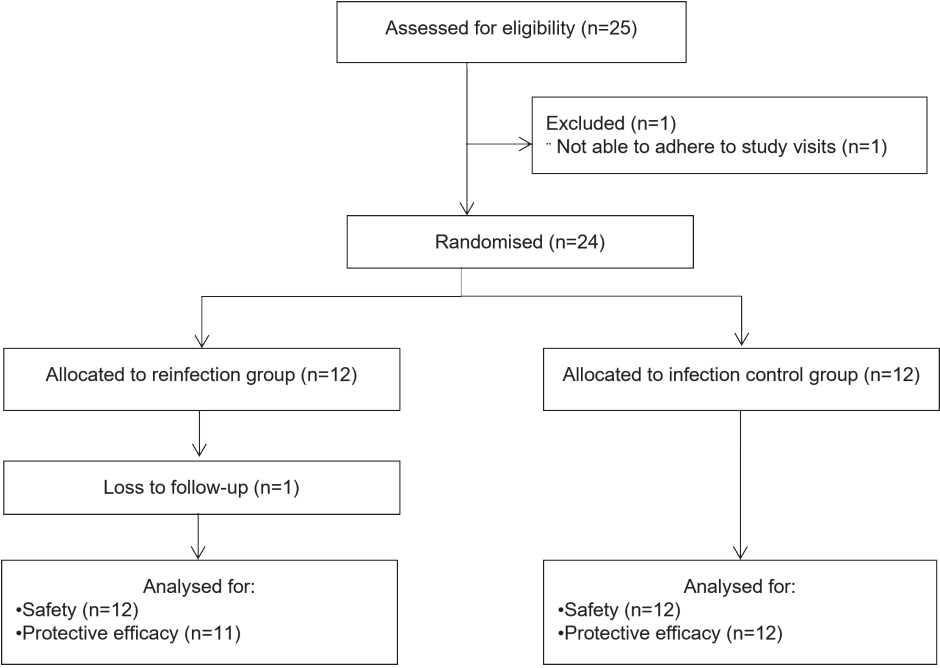 Assessed for eligibility (n=25)
Excluded (n=1)
¨ Not able to adhere to study visits (n=1)
Randomised (n=24)
Allocated to reinfection group (n=12)
Allocated to infection control group (n=12)
Loss to follow-up (n=1)
Analysed for:
•Safety (n=12)
•Protective efficacy (n=11)
Analysed for:
•Safety (n=12)
•Protective efficacy (n=12)